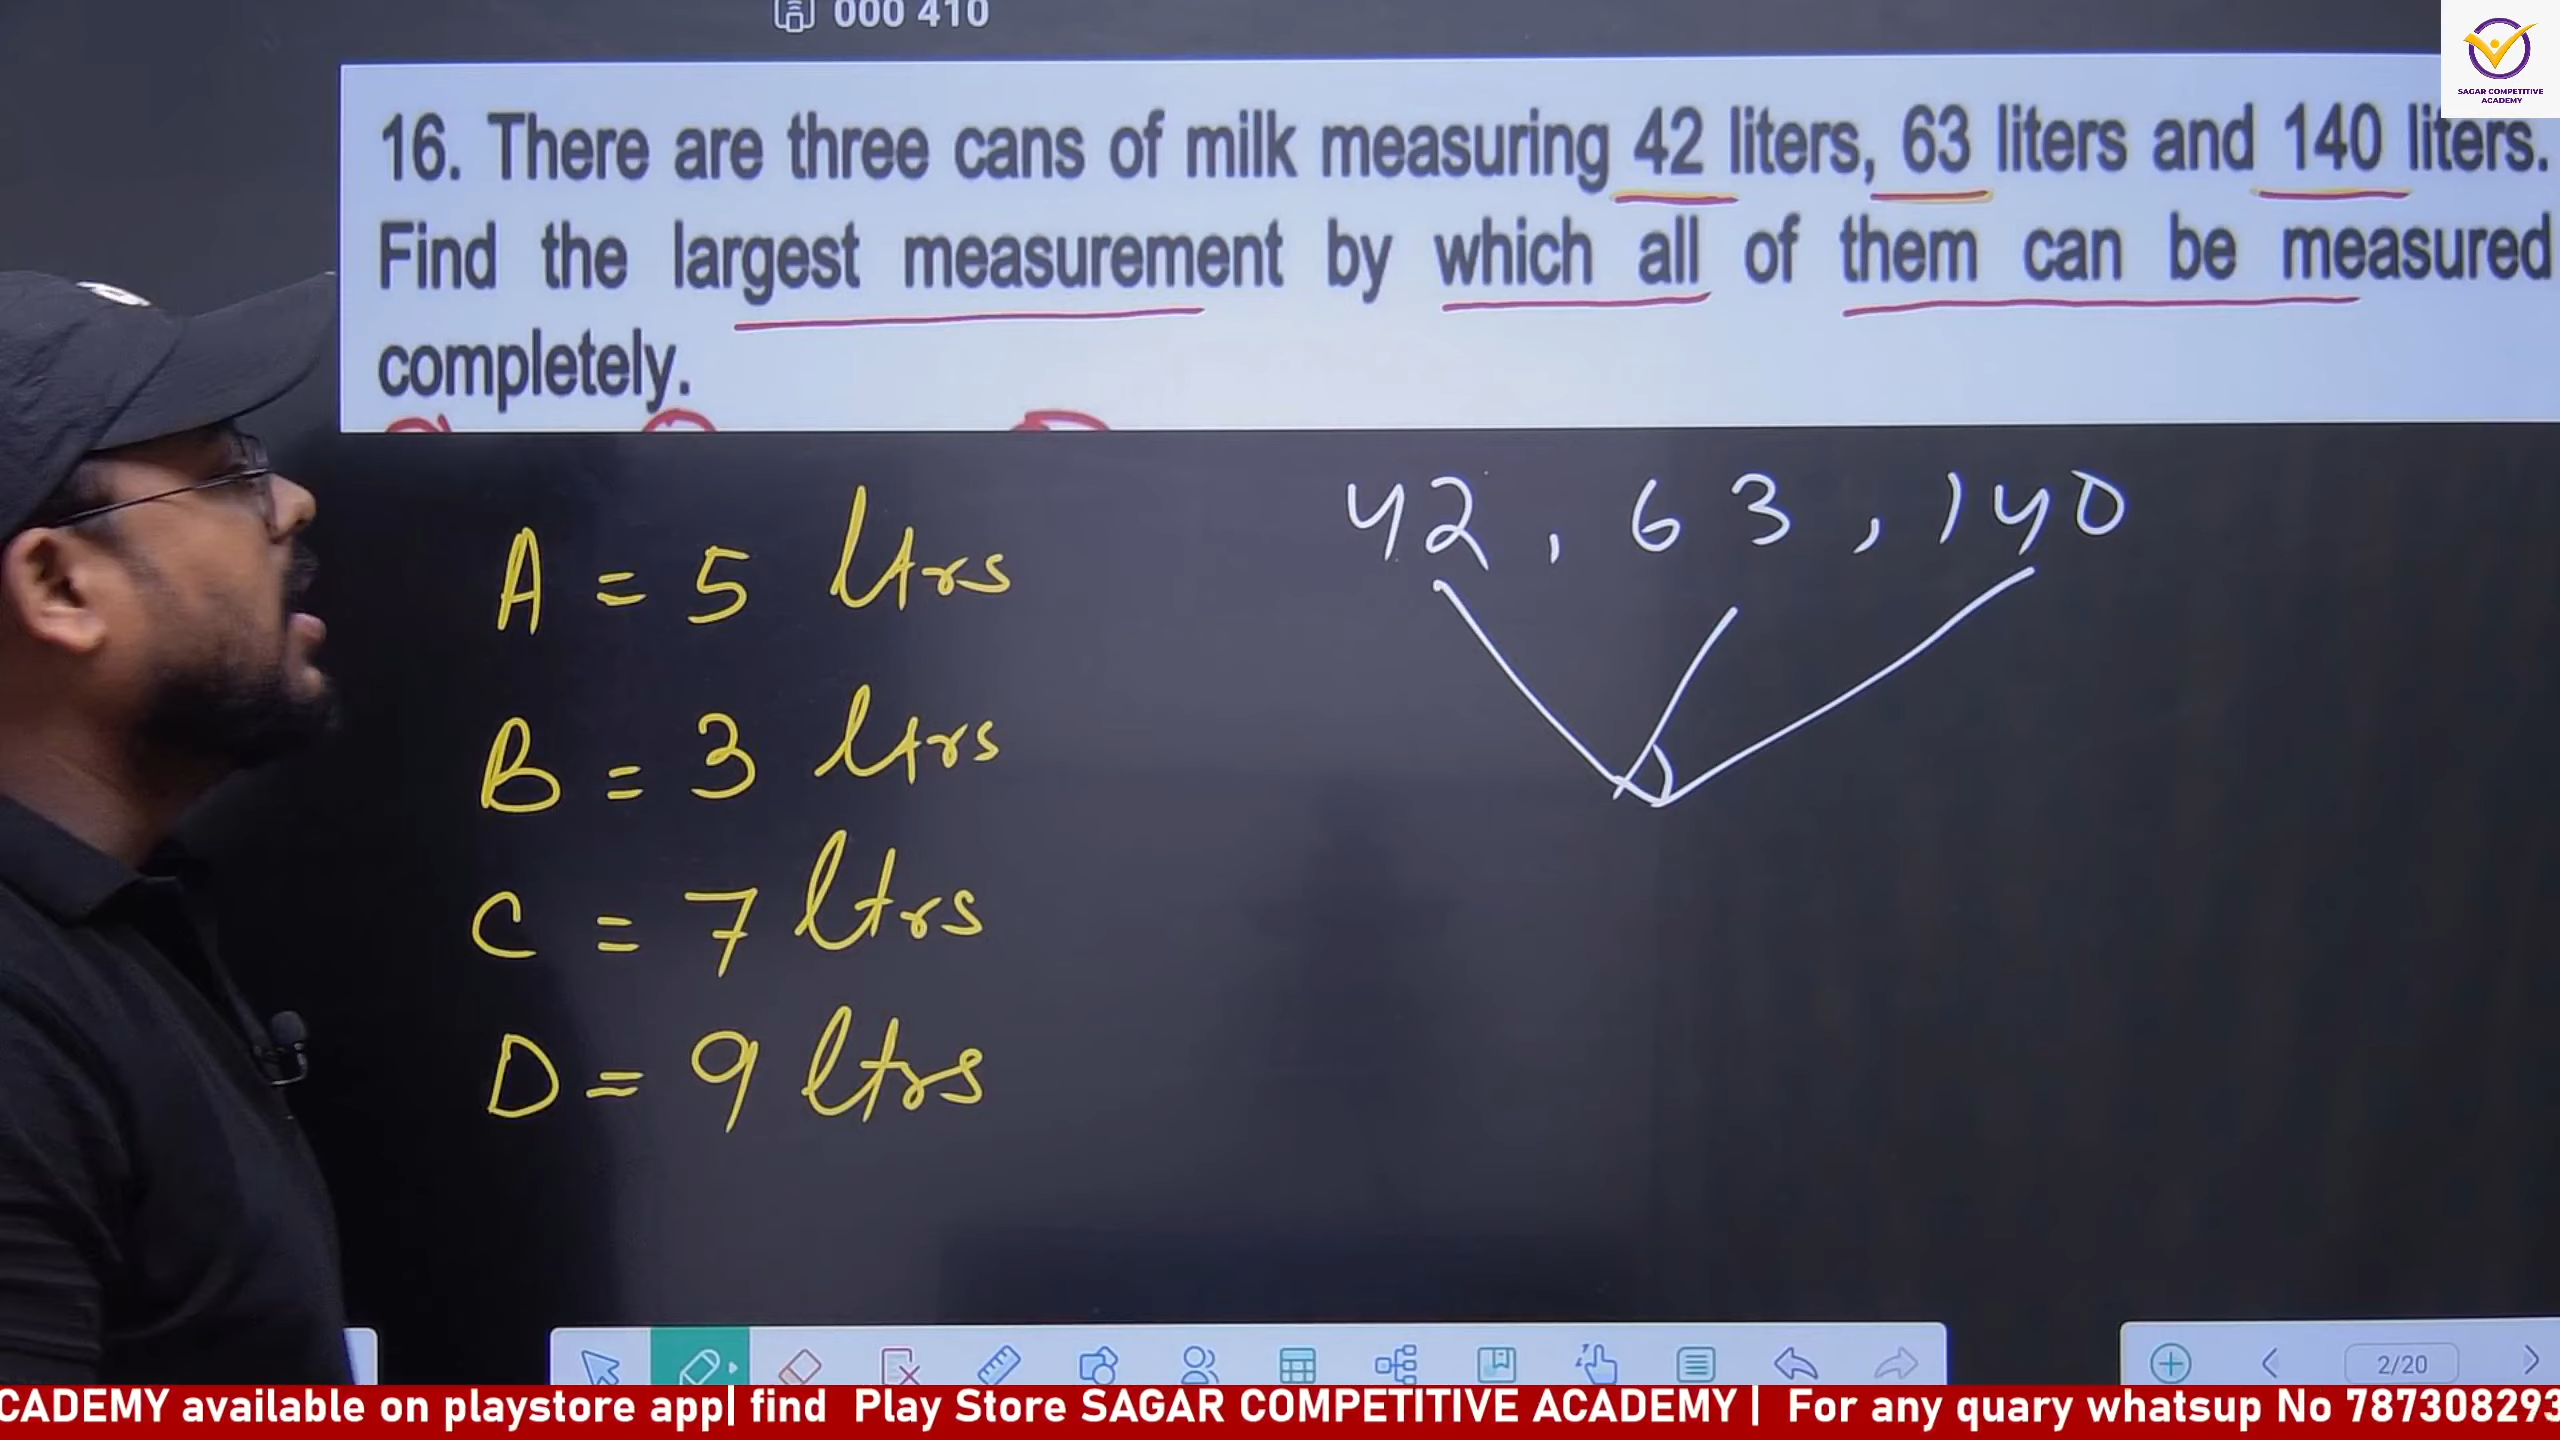 000 410
SAGAR COMPETITIVE
ACADEMY
16. There are three cans of milk measuring 42 liters, 63 liters and 140 liters.
Find the largest measurement by which all of them can be measured
completely.
42, 63, 140
A = 5 ltrs
B = 3 ltrs
C = 7 ltrs
D = 9 ltrs
2/20
CADEMY available on playstore app| find Play Store SAGAR COMPETITIVE ACADEMY | For any quary whatsup No 787308293